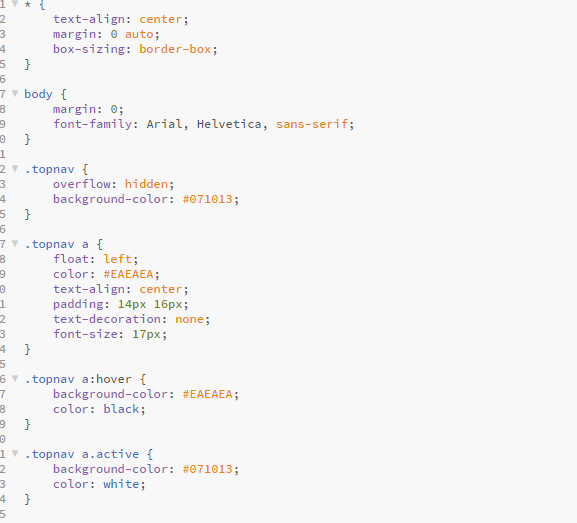 1 * {
2 text-align: center;
3 margin: 0 auto;
4 box-sizing: border-box;
5 }
6
7 body {
8 margin: 0;
9 font-family: Arial, Helvetica, sans-serif;
0 }
1
2 .topnav {
3 overflow: hidden;
4 background-color: #071013;
5 }
6
7 .topnav a {
8 float: left;
9 color: #EAEAEA;
0 text-align: center;
1 padding: 14px 16px;
2 text-decoration: none;
3 font-size: 17px;
4 }
5
6 .topnav a:hover {
7 background-color: #EAEAEA;
8 color: black;
9 }
0
1 .topnav a.active {
2 background-color: #071013;
3 color: white;
4 }
5